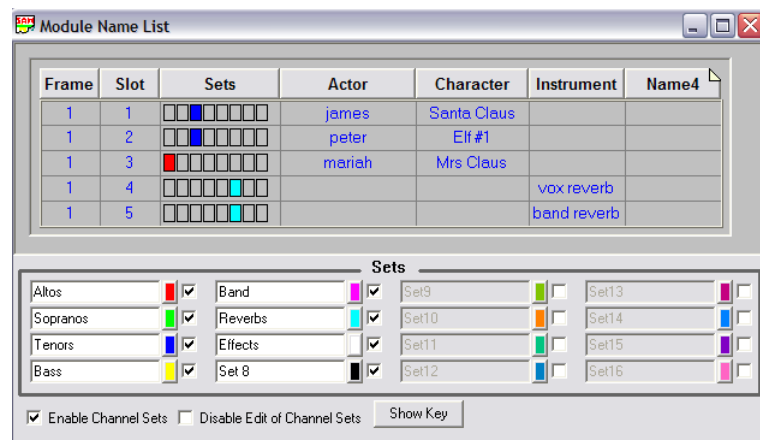 SAM Module Name List
Frame Slot Sets Actor Character Instrument Name4
1 1 james Santa Claus
1 2 peter Elf #1
1 3 mariah Mrs Claus
1 4 vox reverb
1 5 band reverb
Sets
Altos Band Set9 Set13
Sopranos Reverbs Set10 Set14
Tenors Effects Set11 Set15
Bass Set 8 Set12 Set16
Enable Channel Sets Disable Edit of Channel Sets Show Key